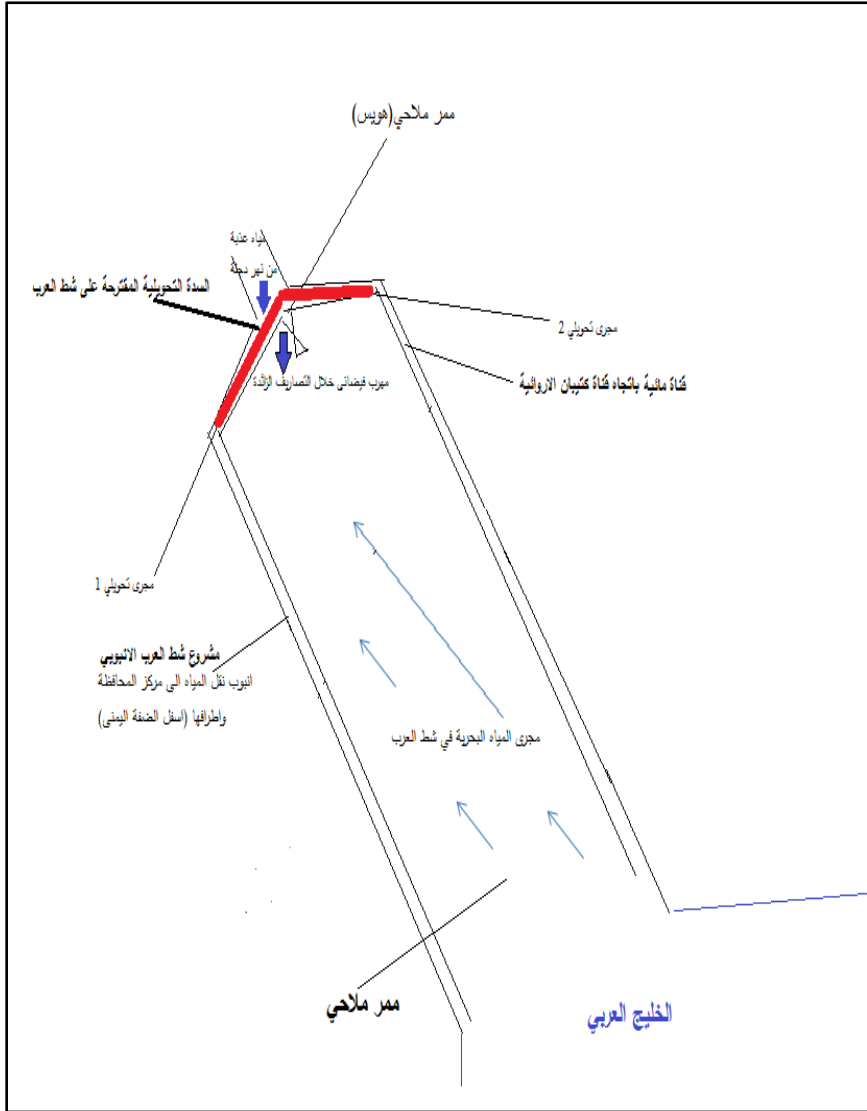 ممر ملاحي(هويس)
مياه عذبة
من نهر دجلة
السدة التحويلية المقترحة على شط العرب
مجرى تحويلي 2
مهرب فيضاني خلال التصاريف الزائدة
قناة مائية باتجاه قناة كتيبان الاروائية
مجرى تحويلي 1
مشروع شط العرب الانبوبي
انبوب نقل المياه الى مركز المحافظة
واطرافها (اسفل الضفة اليمنى)
مجرى المياه البحرية في شط العرب
ممر ملاحي
الخليج العربي